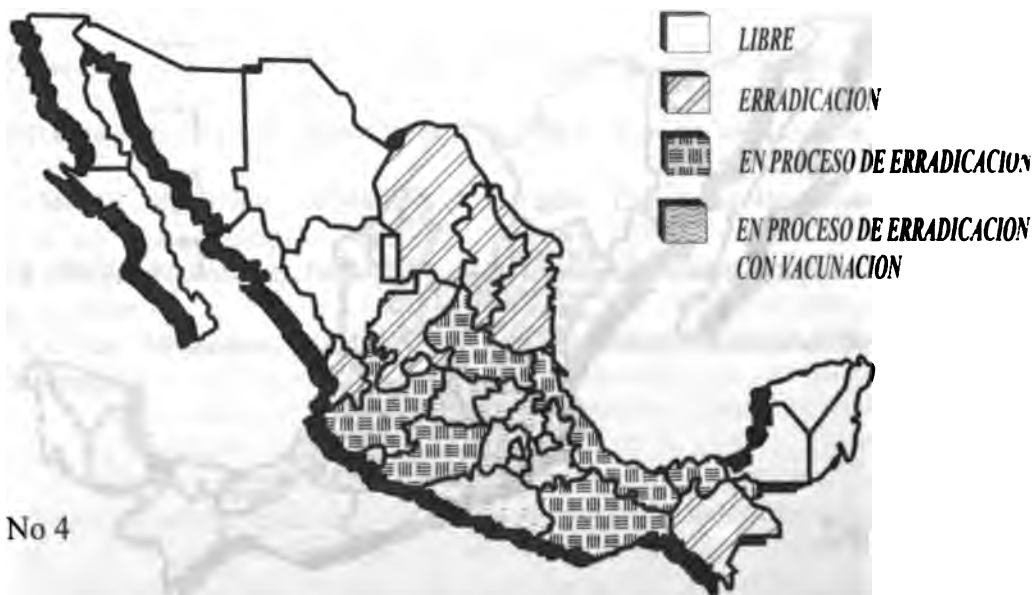 LIBRE
ERRADICACION
EN PROCESO DE ERRADICACION
EN PROCESO DE ERRADICACION
CON VACUNACION
No 4